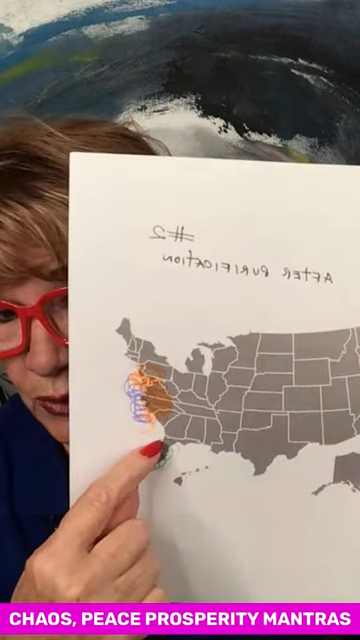 #2
AFTER PURIFICATION
CHAOS, PEACE PROSPERITY MANTRAS